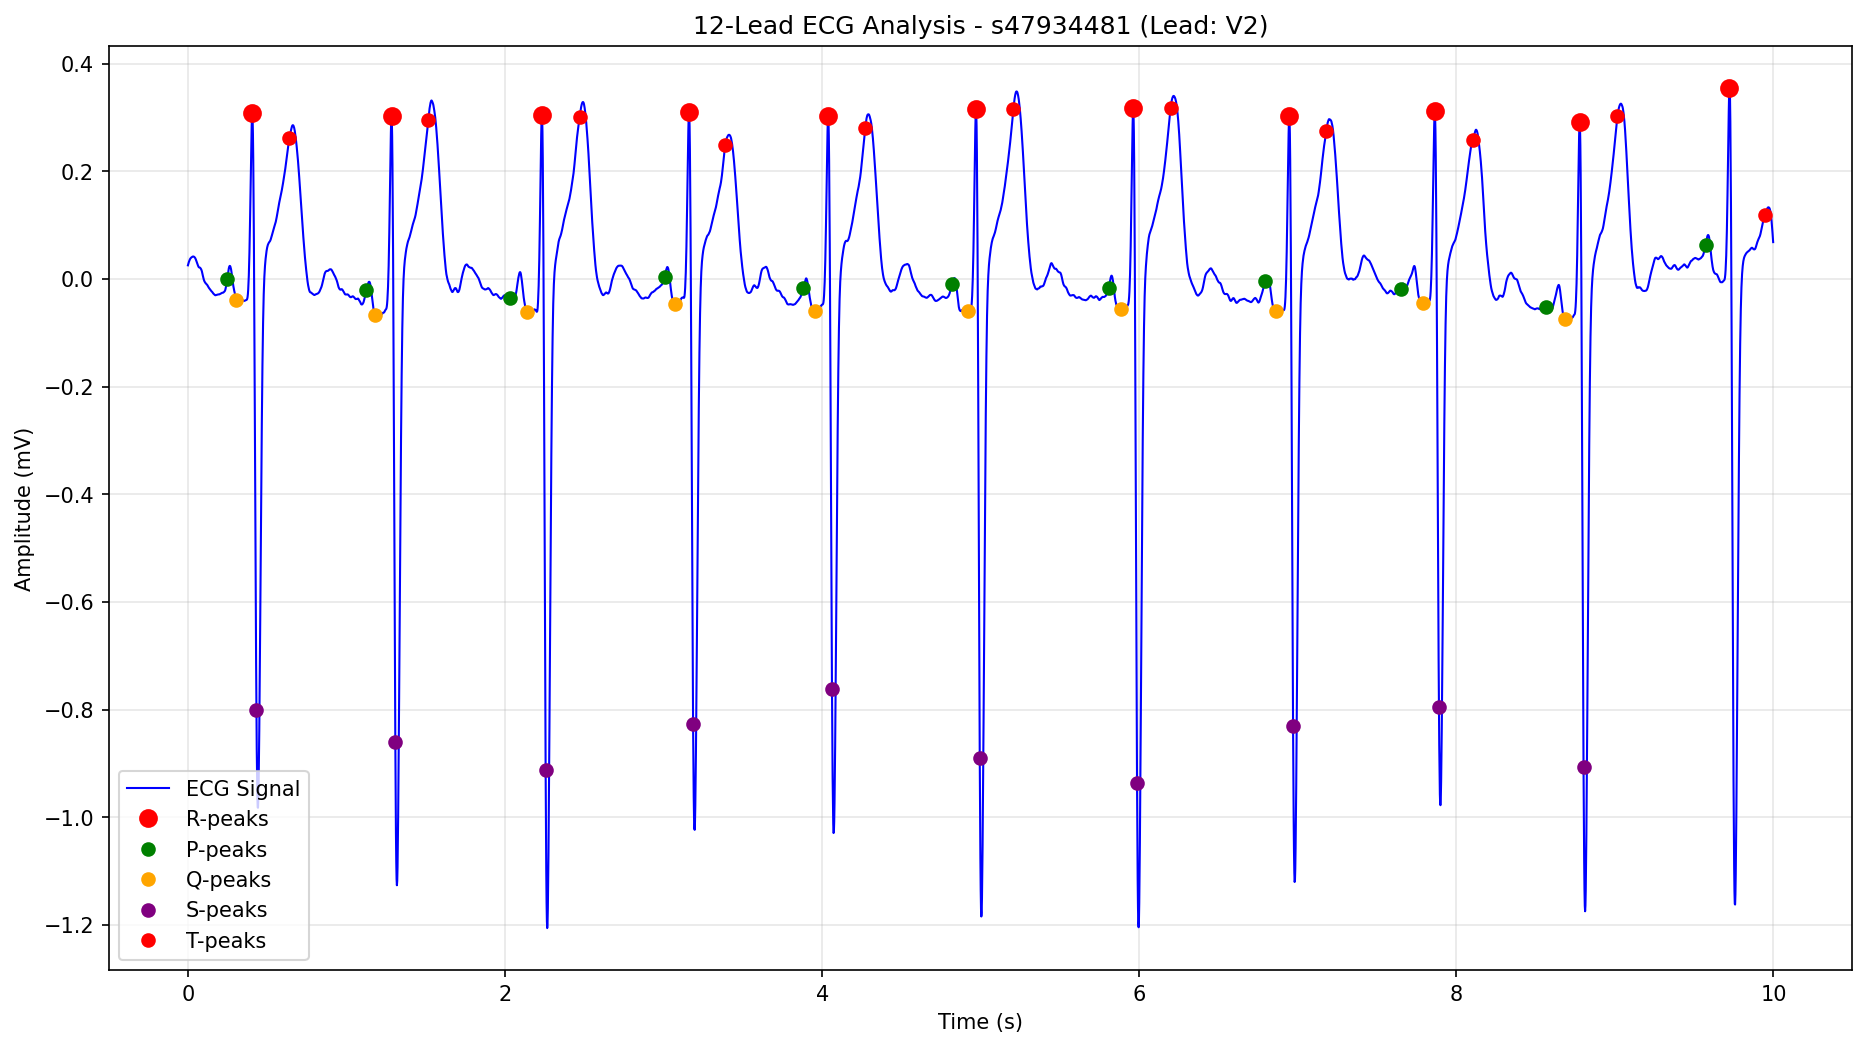 12-Lead ECG Analysis - s47934481 (Lead: V2)
Amplitude (mV)
0.4
0.2
0.0
−0.2
−0.4
−0.6
−0.8
−1.0
−1.2
ECG Signal
R-peaks
P-peaks
Q-peaks
S-peaks
T-peaks
0 2 4 6 8 10
Time (s)